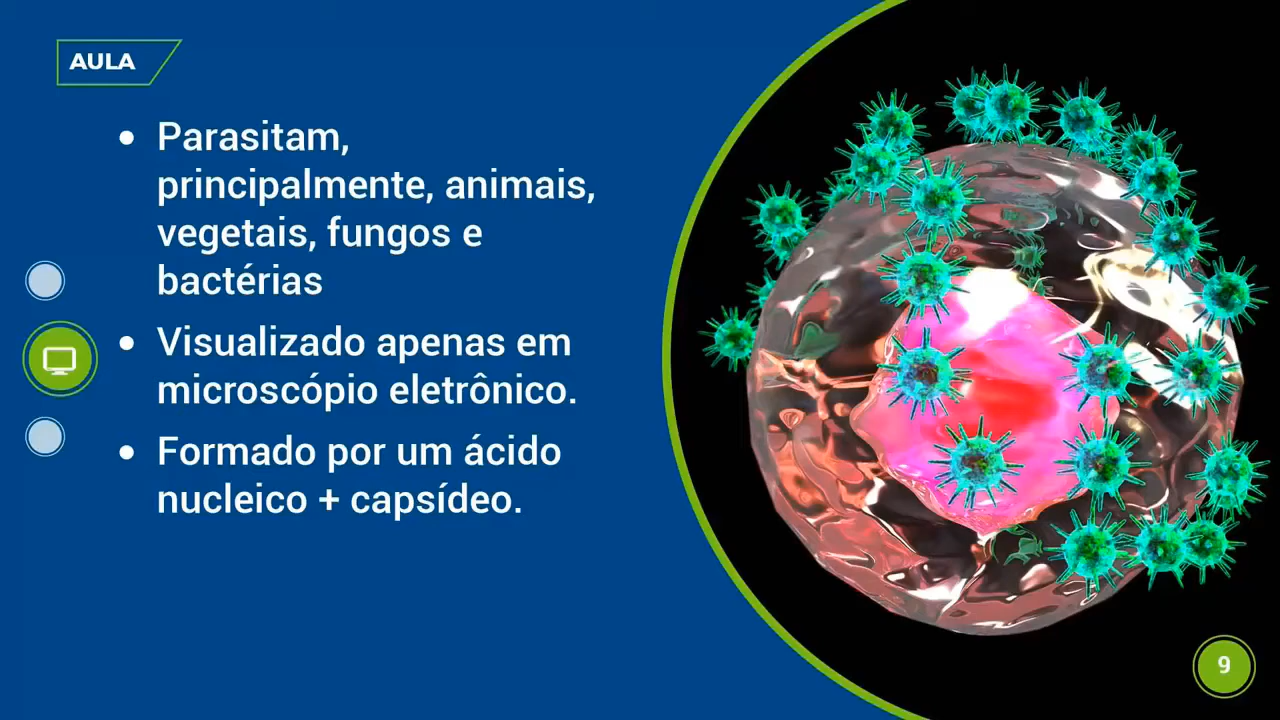 AULA
• Parasitam,
principalmente, animais,
vegetais, fungos e
bactérias
• Visualizado apenas em
microscópio eletrônico.
• Formado por um ácido
nucleico + capsídeo.
9